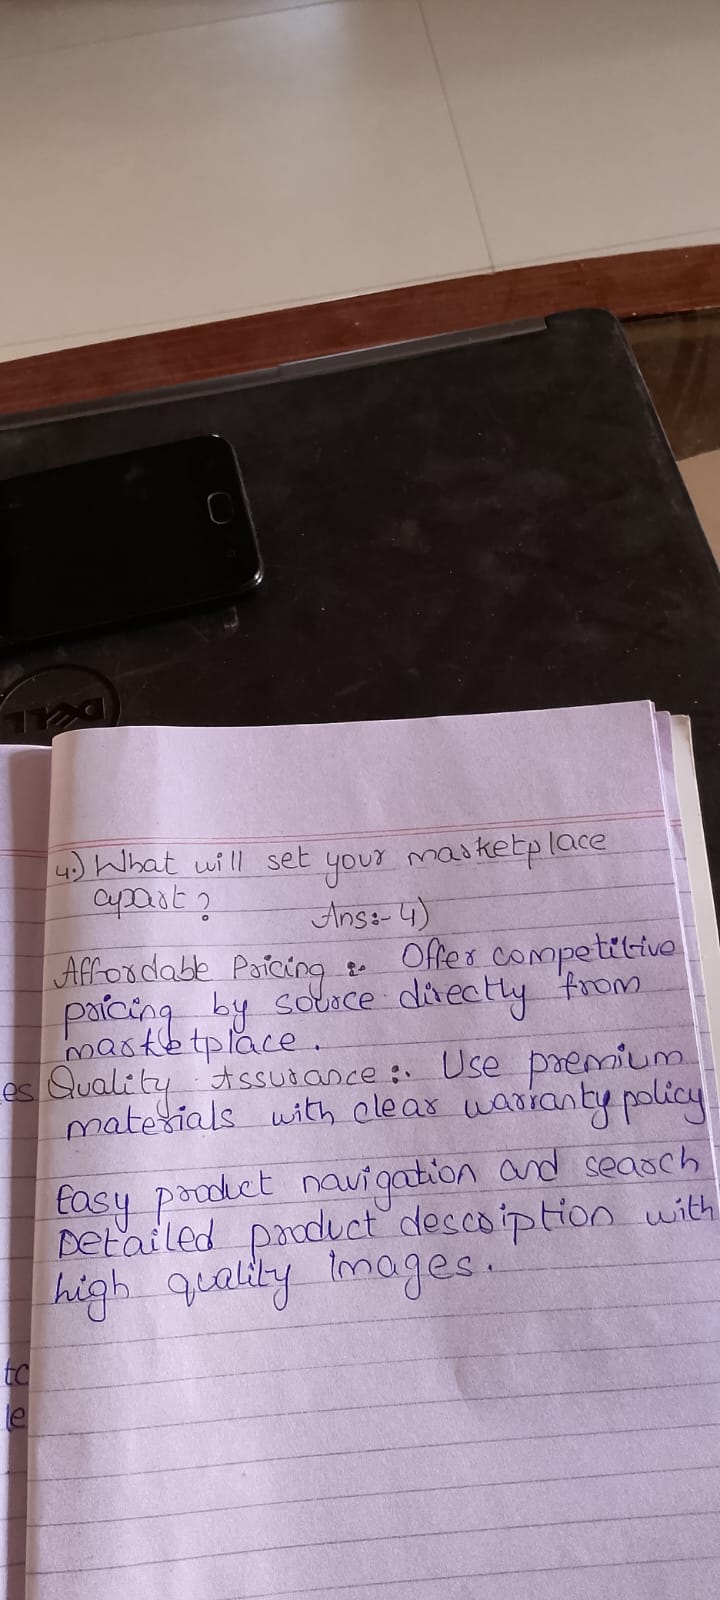 DELL
4.) What will set your marketplace
apart?
Ans:- 4)
Affordable Pricing :- Offer competitive
pricing by source directly from
marketplace.
es
Quality Assurance :- Use premium
materials with clear warranty policy
Easy product navigation and search
Detailed product description with
high quality images.
to
le